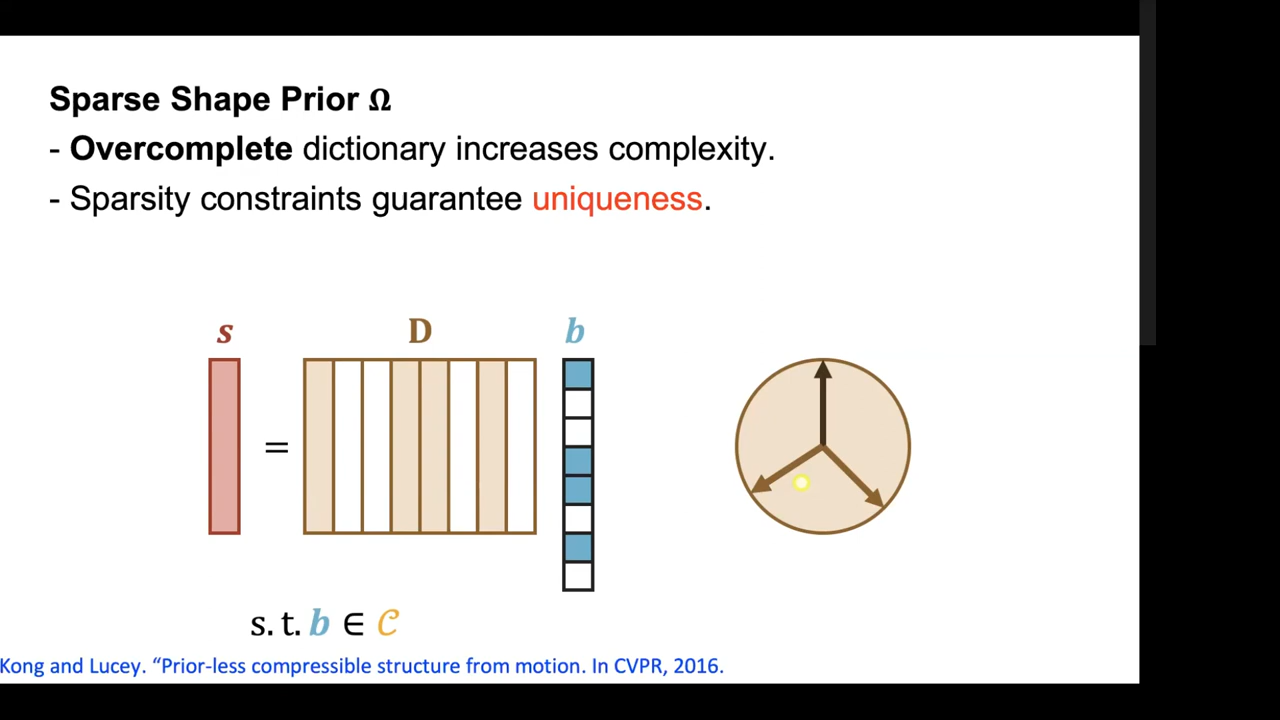 Sparse Shape Prior Ω
- Overcomplete dictionary increases complexity.
- Sparsity constraints guarantee uniqueness.
s D b
=
s. t. b ∈ 𝒞
Kong and Lucey. “Prior-less compressible structure from motion. In CVPR, 2016.